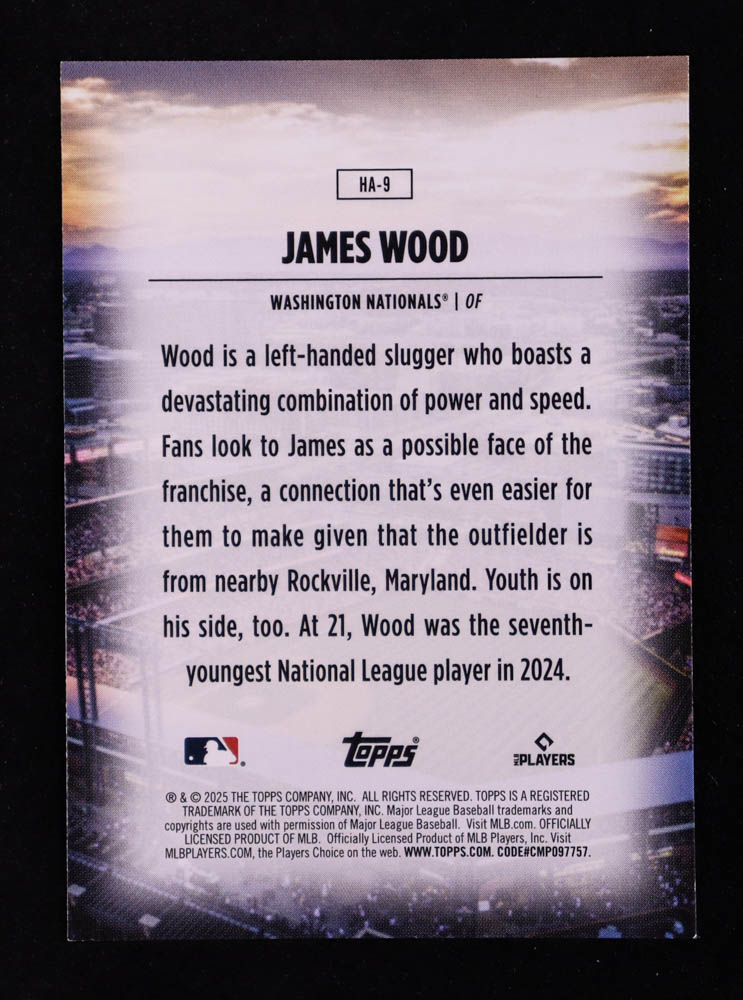 HA-9
JAMES WOOD
WASHINGTON NATIONALS® | OF
Wood is a left-handed slugger who boasts a
devastating combination of power and speed.
Fans look to James as a possible face of the
franchise, a connection that's even easier for
them to make given that the outfielder is
from nearby Rockville, Maryland. Youth is on
his side, too. At 21, Wood was the seventh-
youngest National League player in 2024.
topps® MLB PLAYERS
® & © 2025 THE TOPPS COMPANY, INC. ALL RIGHTS RESERVED. TOPPS IS A REGISTERED
TRADEMARK OF THE TOPPS COMPANY, INC. Major League Baseball trademarks and
copyrights are used with permission of Major League Baseball. Visit MLB.com. OFFICIALLY
LICENSED PRODUCT OF MLB. Officially Licensed Product of MLB Players, Inc. Visit
MLBPLAYERS.COM, the Players Choice on the web. WWW.TOPPS.COM. CODE#CMP097757.